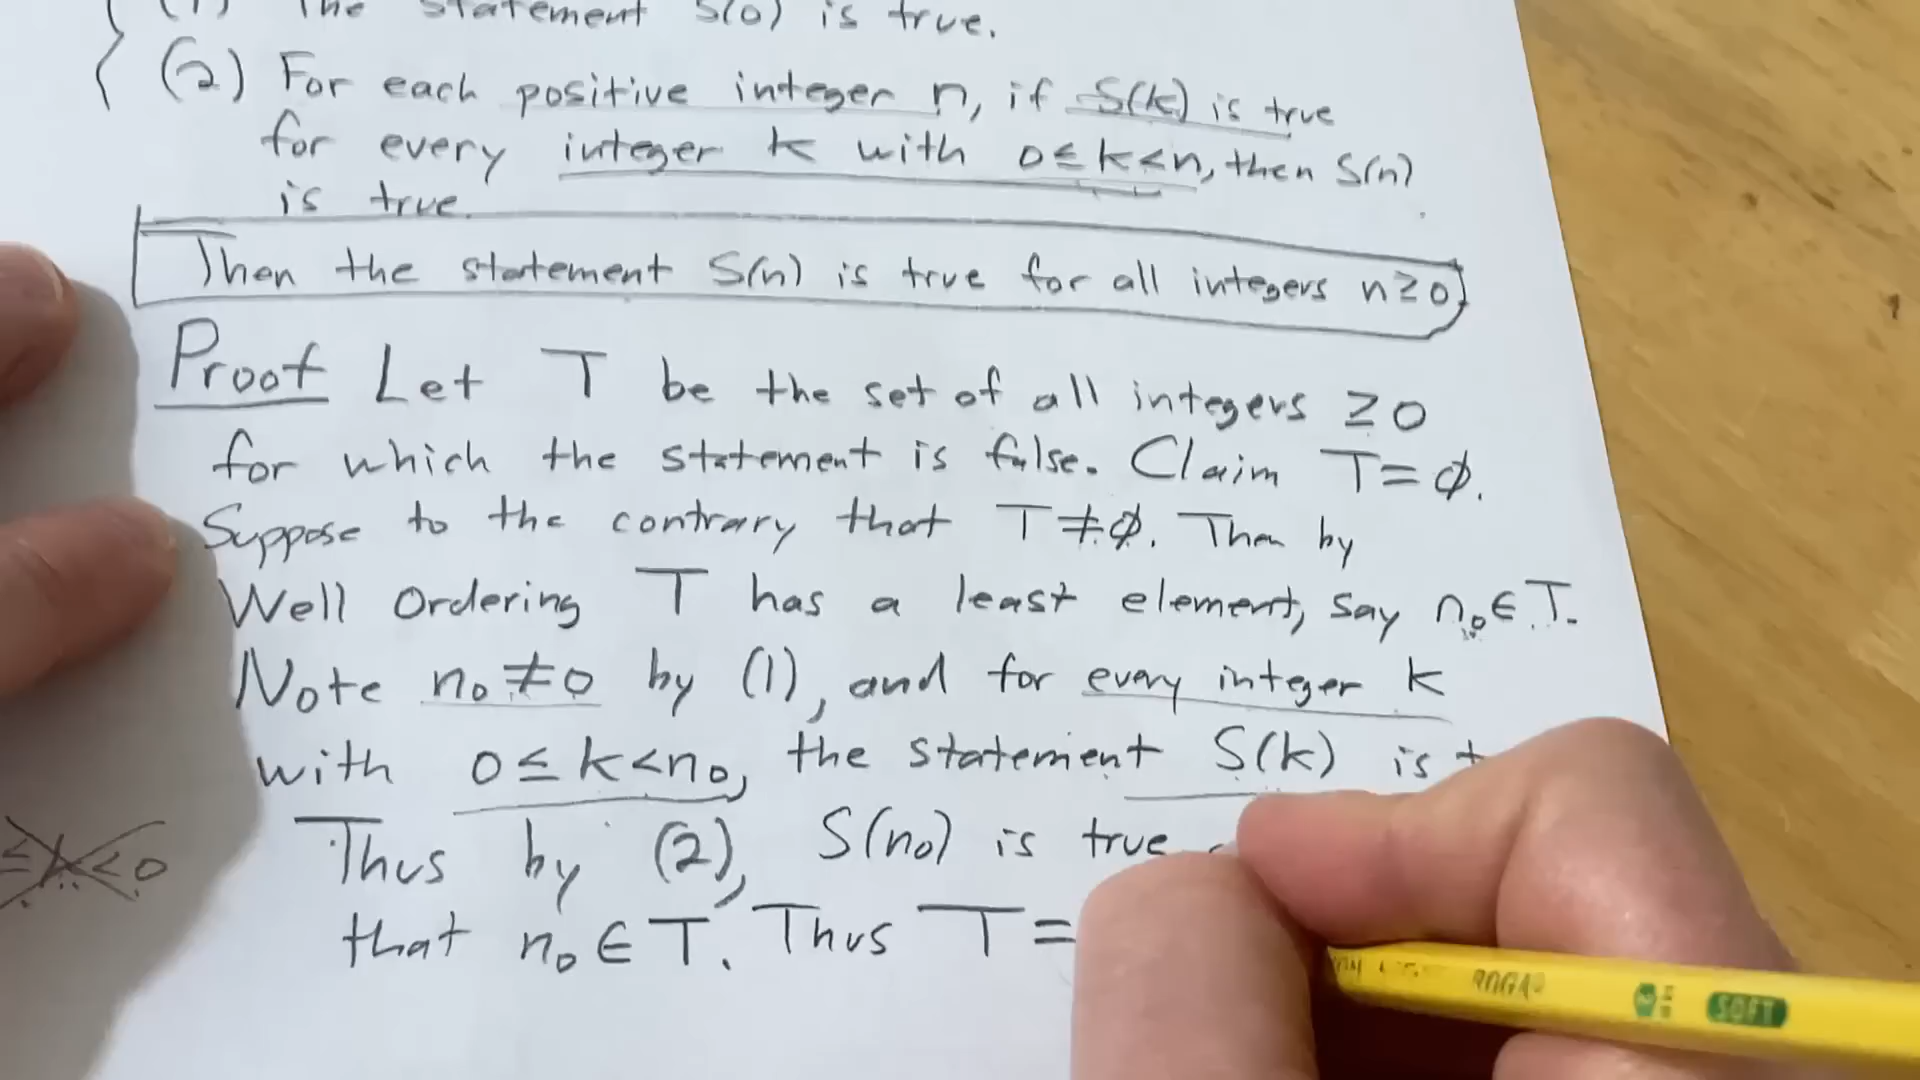 (1) The statement S(0) is true.
(2) For each positive integer n, if S(k) is true
for every integer k with 0≤k<n, then S(n)
is true.
Then the statement S(n) is true for all integers n≥0.
Proof Let T be the set of all integers ≥0
for which the statement is false. Claim T=∅.
Suppose to the contrary that T≠∅. Then by
Well Ordering T has a least element, say n₀∈T.
Note n₀≠0 by (1), and for every integer k
with 0≤k<n₀, the statement S(k) is
Thus by (2), S(n₀) is true
≤k<0
that n₀∈T. Thus T=
SOFT